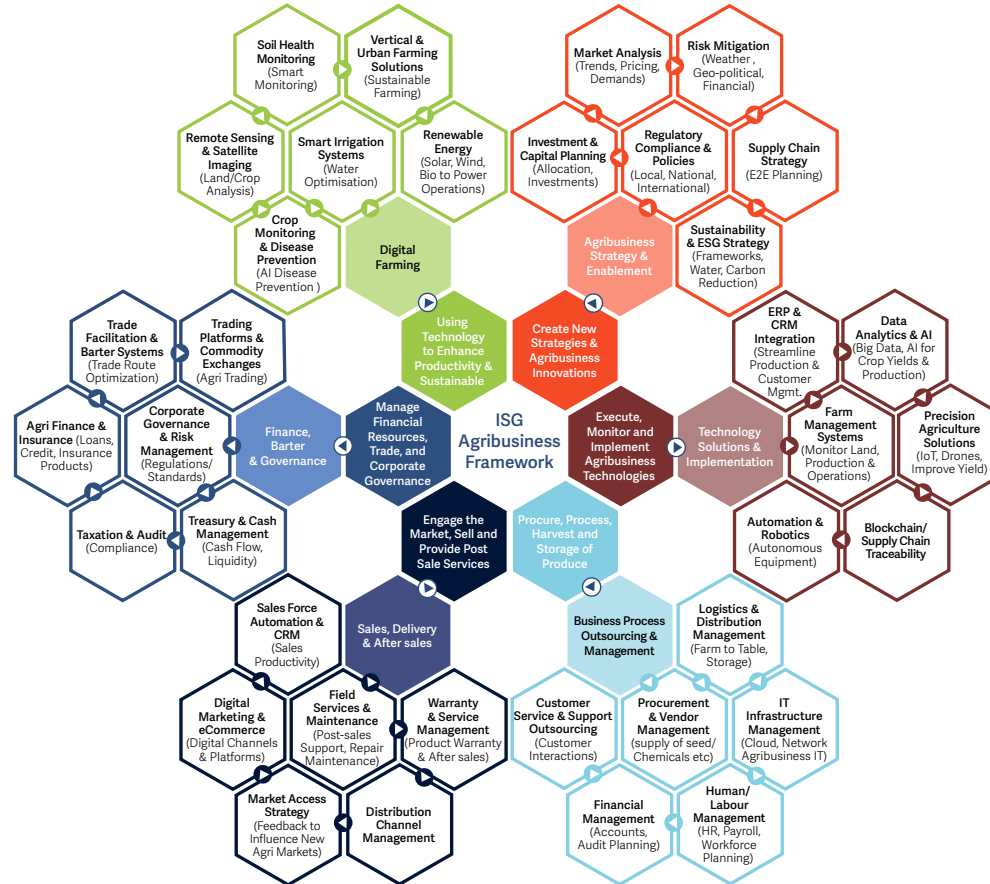 Soil Health
Monitoring
(Smart
Monitoring)
Vertical &
Urban Farming
Solutions
(Sustainable
Farming)
Remote Sensing
& Satellite
Imaging
(Land/Crop
Analysis)
Smart Irrigation
Systems
(Water
Optimisation)
Renewable
Energy
(Solar, Wind,
Bio to Power
Operations)
Crop
Monitoring
& Disease
Prevention
(AI Disease
Prevention )
Digital
Farming
Using
Technology
to Enhance
Productivity &
Sustainable
Market Analysis
(Trends, Pricing,
Demands)
Risk Mitigation
(Weather ,
Geo-political,
Financial)
Investment &
Capital Planning
(Allocation,
Investments)
Regulatory
Compliance &
Policies
(Local, National,
International)
Supply Chain
Strategy
(E2E Planning)
Agribusiness
Strategy &
Enablement
Sustainability
& ESG Strategy
(Frameworks,
Water, Carbon
Reduction)
Create New
Strategies &
Agribusiness
Innovations
Trade
Facilitation &
Barter Systems
(Trade Route
Optimization)
Trading
Platforms &
Commodity
Exchanges
(Agri Trading)
Agri Finance &
Insurance (Loans,
Credit, Insurance
Products)
Corporate
Governance
& Risk
Management
(Regulations/
Standards)
Finance,
Barter
& Governance
Manage
Financial
Resources,
Trade, and
Corporate
Governance
Taxation & Audit
(Compliance)
Treasury & Cash
Management
(Cash Flow,
Liquidity)
ISG
Agribusiness
Framework
Execute,
Monitor and
Implement
Agribusiness
Technologies
Technology
Solutions &
Implementation
ERP &
CRM
Integration
(Streamline
Production &
Customer
Mgmt.
Data
Analytics & AI
(Big Data, AI for
Crop Yields &
Production)
Farm
Management
Systems
(Monitor Land,
Production &
Operations)
Precision
Agriculture
Solutions
(IoT, Drones,
Improve Yield)
Automation &
Robotics
(Autonomous
Equipment)
Blockchain/
Supply Chain
Traceability
Engage the
Market, Sell and
Provide Post
Sale Services
Sales, Delivery
& After sales
Sales Force
Automation &
CRM
(Sales
Productivity)
Digital
Marketing &
eCommerce
(Digital Channels
& Platforms)
Field
Services &
Maintenance
(Post-sales
Support, Repair
Maintenance)
Warranty
& Service
Management
(Product Warranty
& After sales)
Market Access
Strategy
(Feedback to
Influence New
Agri Markets)
Distribution
Channel
Management
Procure, Process,
Harvest and
Storage of
Produce
Business Process
Outsourcing &
Management
Logistics &
Distribution
Management
(Farm to Table,
Storage)
Customer
Service & Support
Outsourcing
(Customer
Interactions)
Procurement
& Vendor
Management
(supply of seed/
Chemicals etc)
IT
Infrastructure
Management
(Cloud, Network
Agribusiness IT)
Financial
Management
(Accounts,
Audit Planning)
Human/
Labour
Management
(HR, Payroll,
Workforce
Planning)